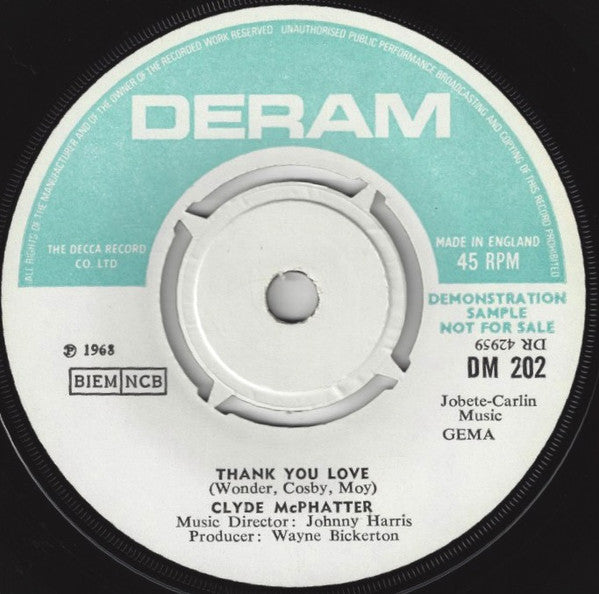 ALL RIGHTS OF THE MANUFACTURER AND OF THE OWNER OF THE RECORDED WORK RESERVED UNAUTHORISED PUBLIC PERFORMANCE BROADCASTING AND COPYING OF THIS RECORD PROHIBITED
DERAM
THE DECCA RECORD
CO. LTD
MADE IN ENGLAND
45 RPM
DEMONSTRATION
SAMPLE
NOT FOR SALE
℗ 1968
DR 42959
DM 202
BIEM NCB
Jobete-Carlin
Music
GEMA
THANK YOU LOVE
(Wonder, Cosby, Moy)
CLYDE McPHATTER
Music Director: Johnny Harris
Producer: Wayne Bickerton